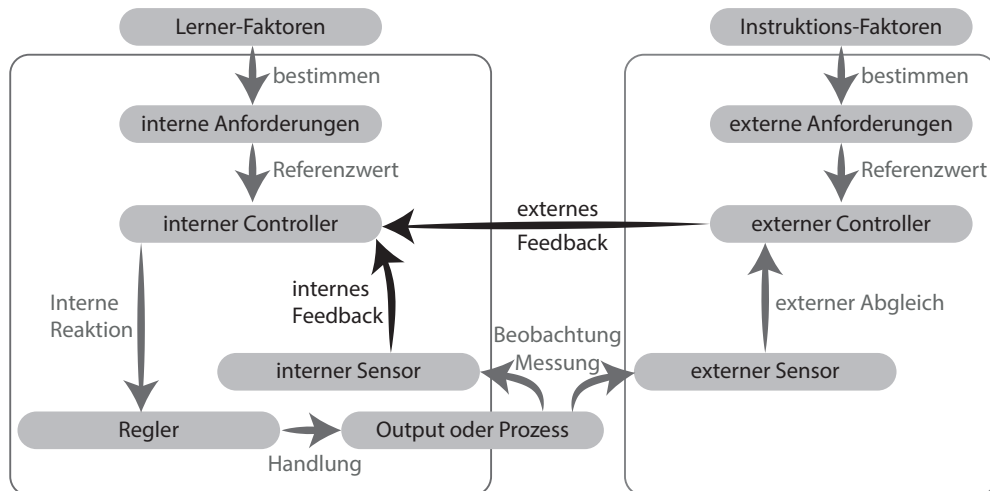 Lerner-Faktoren
Instruktions-Faktoren
bestimmen
bestimmen
interne Anforderungen
externe Anforderungen
Referenzwert
Referenzwert
interner Controller
externes
Feedback
externer Controller
Interne
Reaktion
internes
Feedback
externer Abgleich
Beobachtung
Messung
interner Sensor
externer Sensor
Regler
Handlung
Output oder Prozess